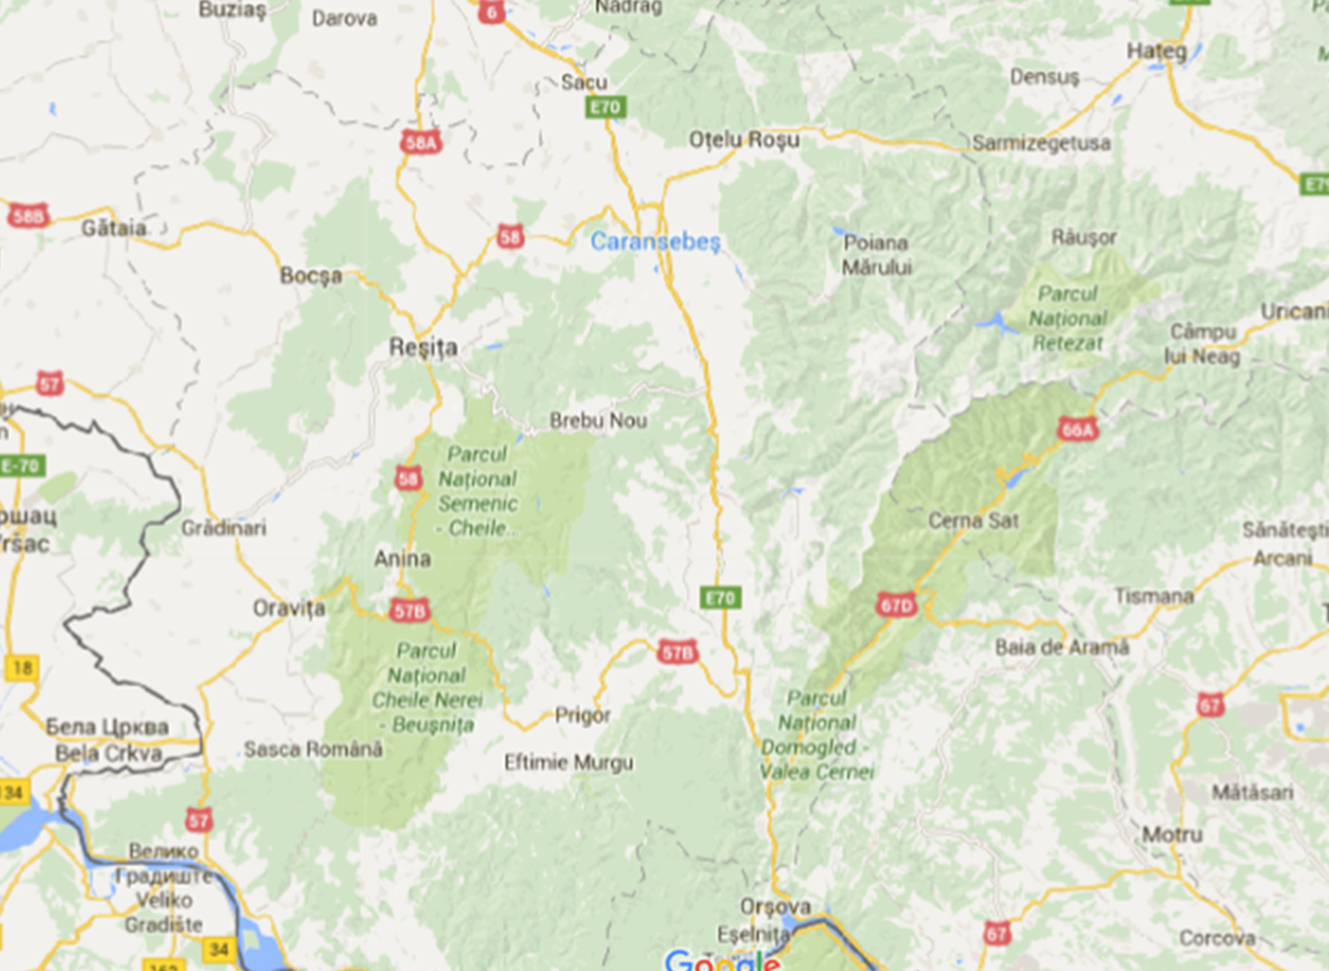 Buziaş
Darova
6
Nădrag
Haţeg
Densuş
Sacu
E70
58A
Oţelu Roşu
Sarmizegetusa
E79
58B
Gătaia
58
Caransebeş
Poiana
Mărului
Râuşor
Bocşa
Parcul
Naţional
Retezat
Uricani
Câmpu
lui Neag
Reşiţa
57
Brebu Nou
66A
E-70
58
Parcul
Naţional
Semenic
- Cheile...
Grădinari
Cerna Sat
Sănăteşti
Arcani
Anina
E70
67D
Tismana
Oraviţa
57B
Baia de Aramă
57B
18
Parcul
Naţional
Cheile Nerei
- Beuşniţa
Prigor
Parcul
Naţional
Domogled -
Valea Cernei
67
Бела Црква
Bela Crkva
Sasca Română
Eftimie Murgu
134
57
Mătăsari
Motru
Велико
Градиште
Veliko
Gradište
34
Orşova
Eşelniţa
67
Corcova
Google